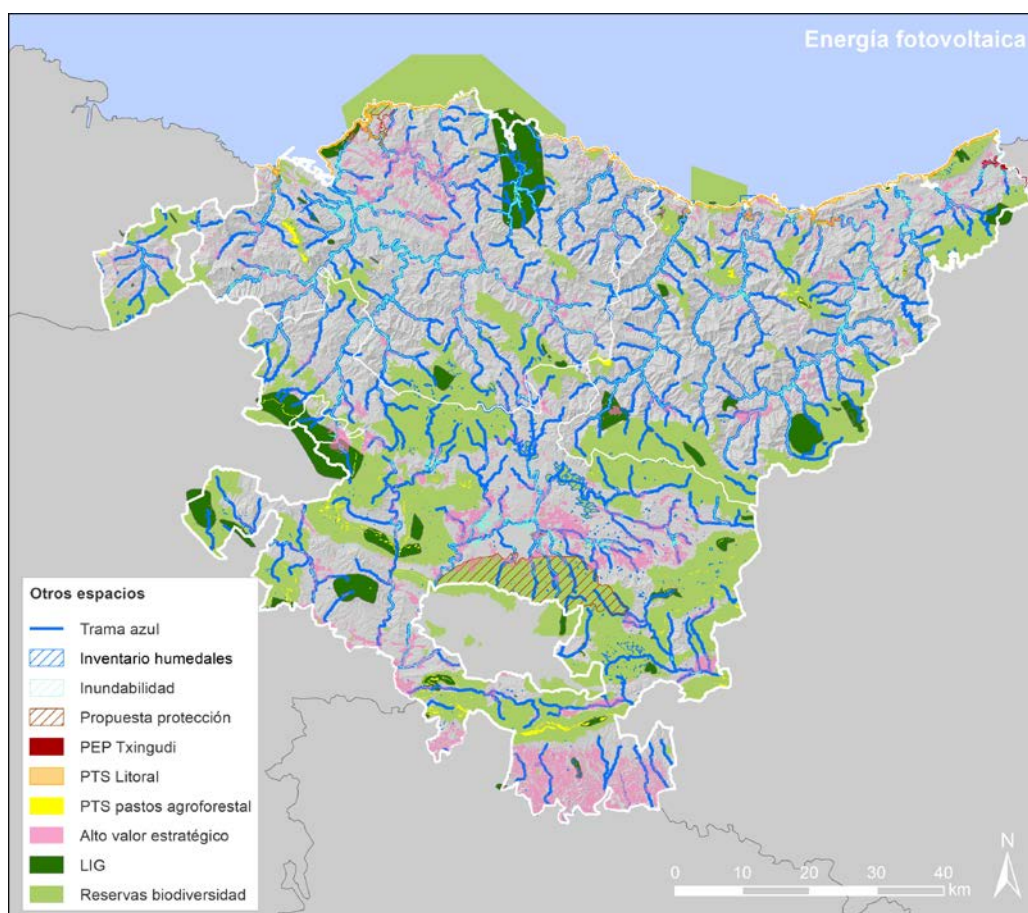 Energía fotovoltaica
Otros espacios
Trama azul
Inventario humedales
Inundabilidad
Propuesta protección
PEP Txingudi
PTS Litoral
PTS pastos agroforestal
Alto valor estratégico
LIG
Reservas biodiversidad
N
0 10 20 30 40
km